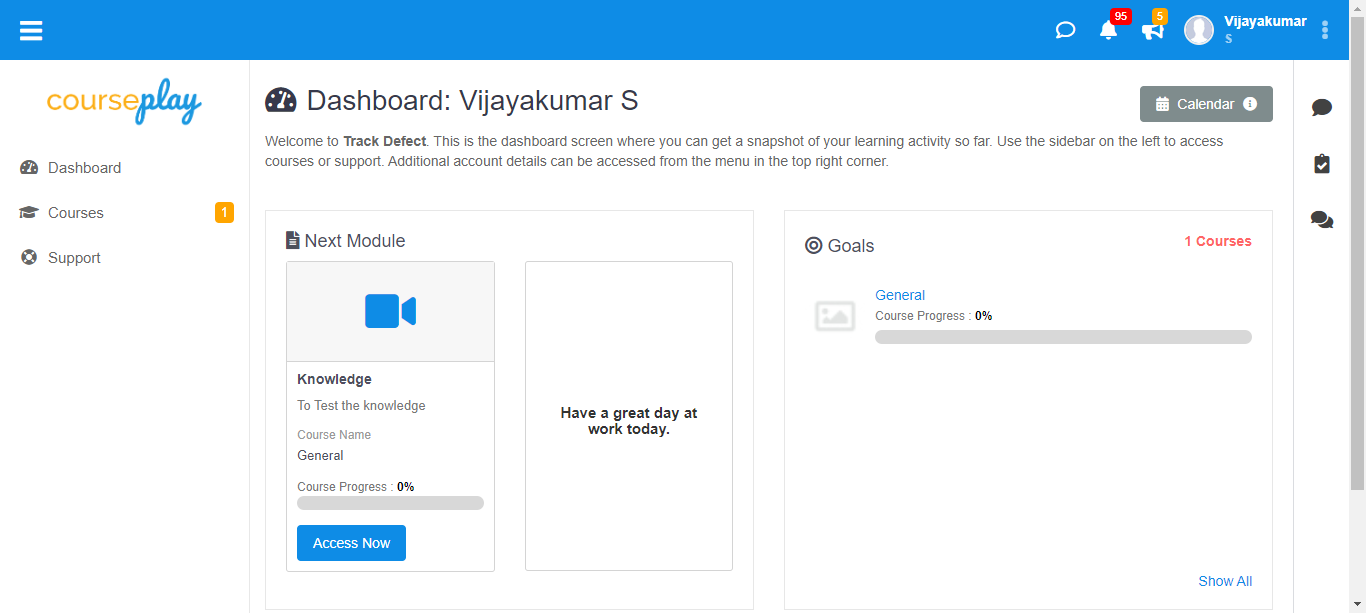 95
5
Vijayakumar
S
courseplay
Dashboard
Courses
1
Support
Dashboard: Vijayakumar S
Calendar
Welcome to Track Defect. This is the dashboard screen where you can get a snapshot of your learning activity so far. Use the sidebar on the left to access
courses or support. Additional account details can be accessed from the menu in the top right corner.
Next Module
Knowledge
To Test the knowledge
Course Name
General
Course Progress : 0%
Access Now
Have a great day at
work today.
Goals
1 Courses
General
Course Progress : 0%
Show All